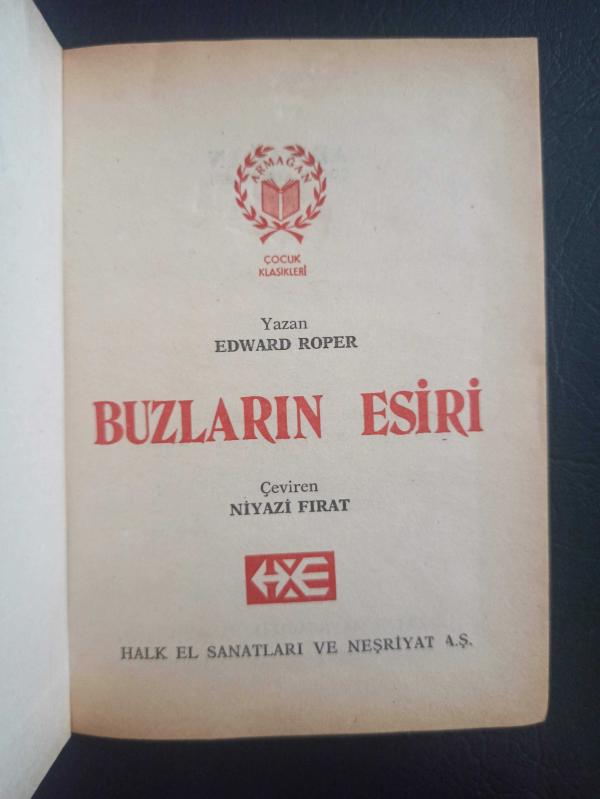 ARMAĞAN
ÇOCUK
KLASİKLERİ
Yazan
EDWARD ROPER
BUZLARIN ESİRİ
Çeviren
NİYAZİ FIRAT
HALK EL SANATLARI VE NEŞRİYAT A.Ş.